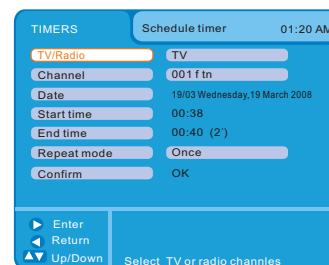 TIMERS Schedule timer 01:20 AM
TV/Radio TV
Channel 001 f tn
Date 19/03 Wednesday,19 March 2008
Start time 00:38
End time 00:40 (2')
Repeat mode Once
Confirm OK
Enter
Return
Up/Down Select TV or radio channles